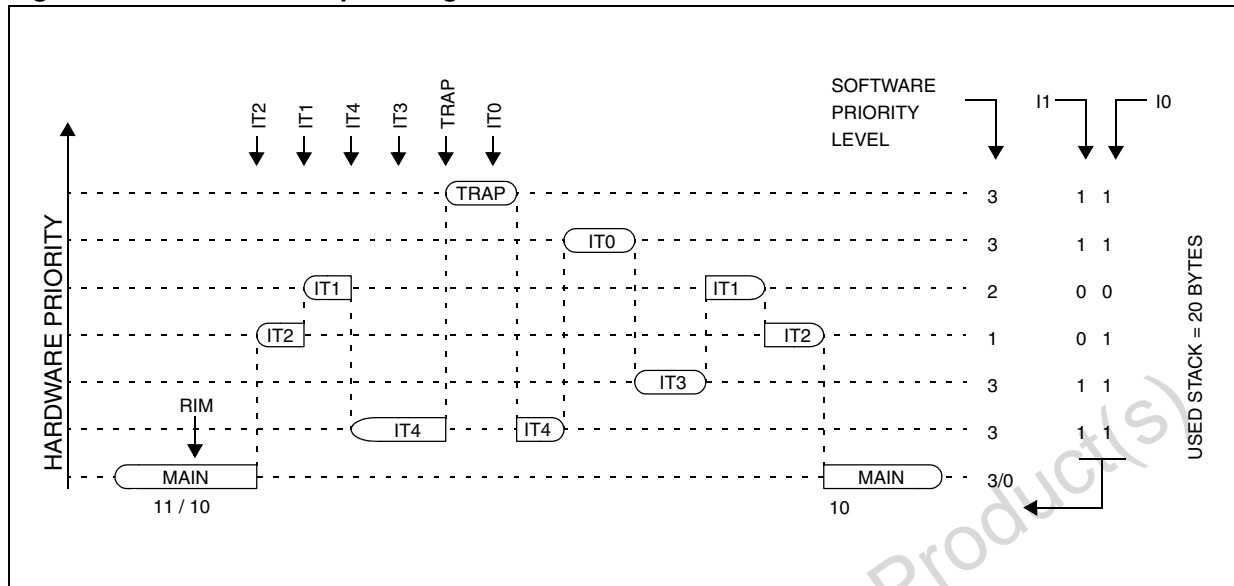 IT2
IT1
IT4
IT3
TRAP
IT0
SOFTWARE
PRIORITY
LEVEL
I1
I0
HARDWARE PRIORITY
TRAP
3
1 1
IT0
3
1 1
IT1
IT1
2
0 0
IT2
IT2
1
0 1
IT3
3
1 1
RIM
IT4
IT4
3
1 1
MAIN
MAIN
3/0
11 / 10
10
USED STACK = 20 BYTES
Product(s)